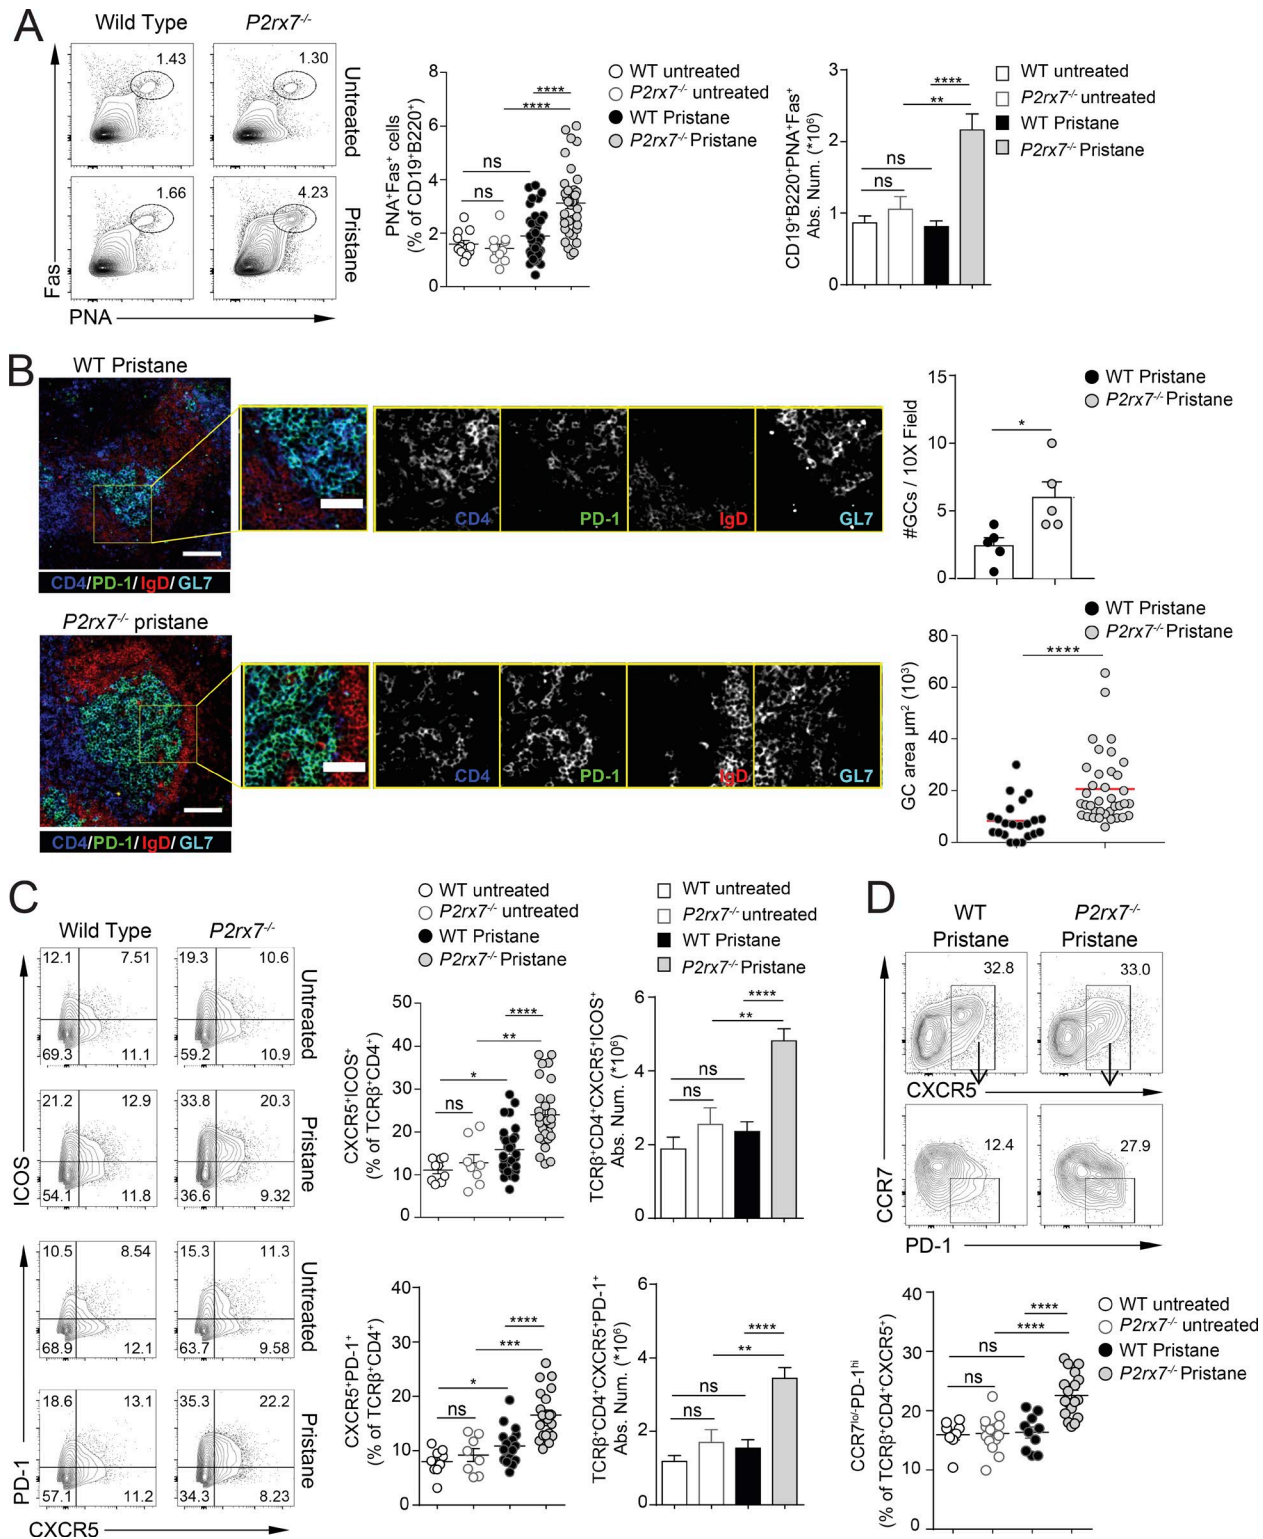 A
Wild Type
P2rx7-/-
1.43
1.30
Untreated
1.66
4.23
Pristane
Fas
PNA
PNA+Fas+ cells
(% of CD19+B220+)
8
6
4
2
0
ns
ns
****
****
WT untreated
P2rx7-/- untreated
WT Pristane
P2rx7-/- Pristane
CD19+B220+PNA+Fas+
Abs. Num. (*10⁶)
3
2
1
0
ns
ns
**
****
WT untreated
P2rx7-/- untreated
WT Pristane
P2rx7-/- Pristane
B
WT Pristane
CD4/PD-1/IgD/GL7
CD4
PD-1
IgD
GL7
#GCs / 10X Field
15
10
5
0
*
WT Pristane
P2rx7-/- Pristane
P2rx7-/- pristane
CD4/PD-1/IgD/GL7
CD4
PD-1
IgD
GL7
GC area µm² (10³)
80
60
40
20
0
****
WT Pristane
P2rx7-/- Pristane
C
Wild Type
P2rx7-/-
12.1
7.51
69.3
11.1
19.3
10.6
59.2
10.9
Untreated
21.2
12.9
54.1
11.8
33.8
20.3
36.6
9.32
Pristane
ICOS
10.5
8.54
68.9
12.1
15.3
11.3
63.7
9.58
Untreated
18.6
13.1
57.1
11.2
35.3
22.2
34.3
8.23
Pristane
PD-1
CXCR5
WT untreated
P2rx7-/- untreated
WT Pristane
P2rx7-/- Pristane
CXCR5+ICOS+
(% of TCRβ+CD4+)
50
40
30
20
10
0
ns
*
**
****
WT untreated
P2rx7-/- untreated
WT Pristane
P2rx7-/- Pristane
TCRβ+CD4+CXCR5+ICOS+
Abs. Num. (*10⁶)
6
4
2
0
ns
ns
**
****
CXCR5+PD-1+
(% of TCRβ+CD4+)
40
30
20
10
0
ns
*
***
****
TCRβ+CD4+CXCR5+PD-1+
Abs. Num. (*10⁶)
6
4
2
0
ns
ns
**
****
D
WT
Pristane
P2rx7-/-
Pristane
32.8
33.0
CXCR5
12.4
27.9
CCR7
PD-1
CCR7lo/-PD-1hi
(% of TCRβ+CD4+CXCR5+)
40
30
20
10
0
ns
ns
****
****
WT untreated
P2rx7-/- untreated
WT Pristane
P2rx7-/- Pristane